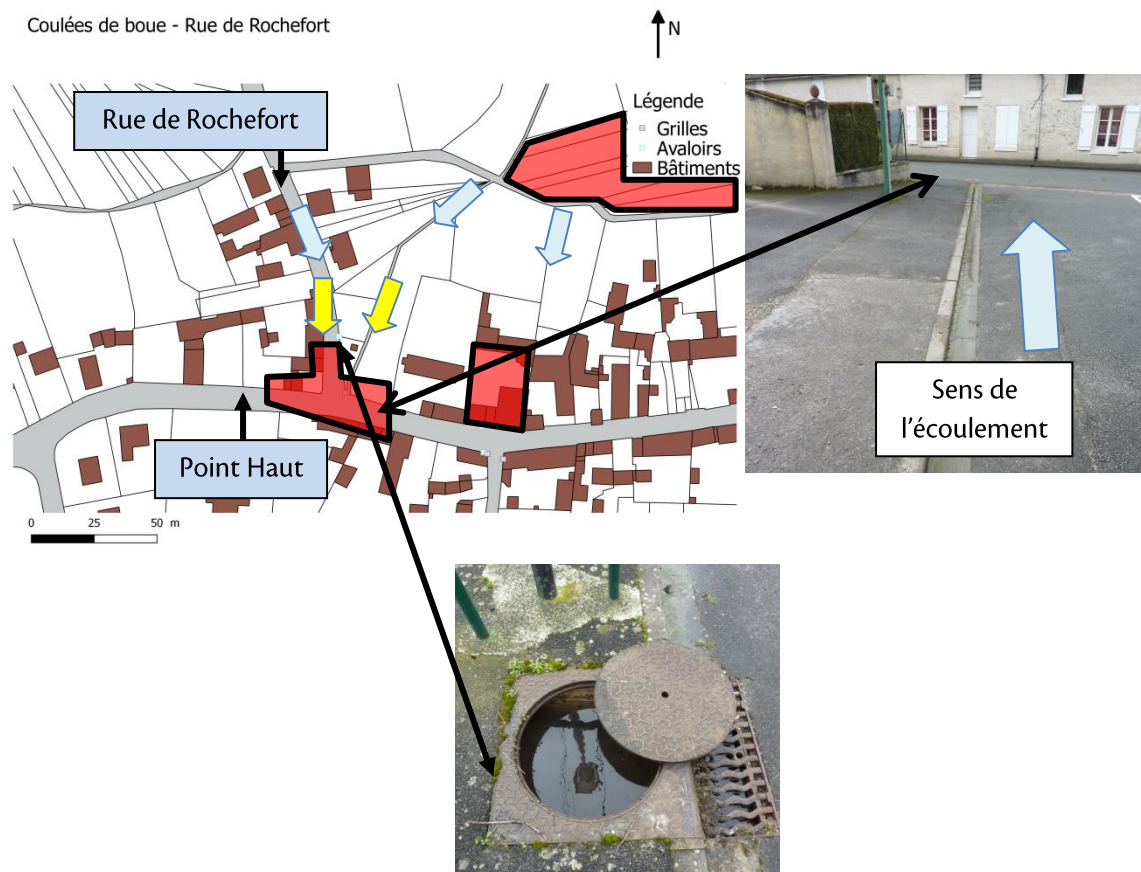 Coulées de boue - Rue de Rochefort
N
Rue de Rochefort
Légende
Grilles
Avaloirs
Bâtiments
Point Haut
0 25 50 m
Sens de
l'écoulement